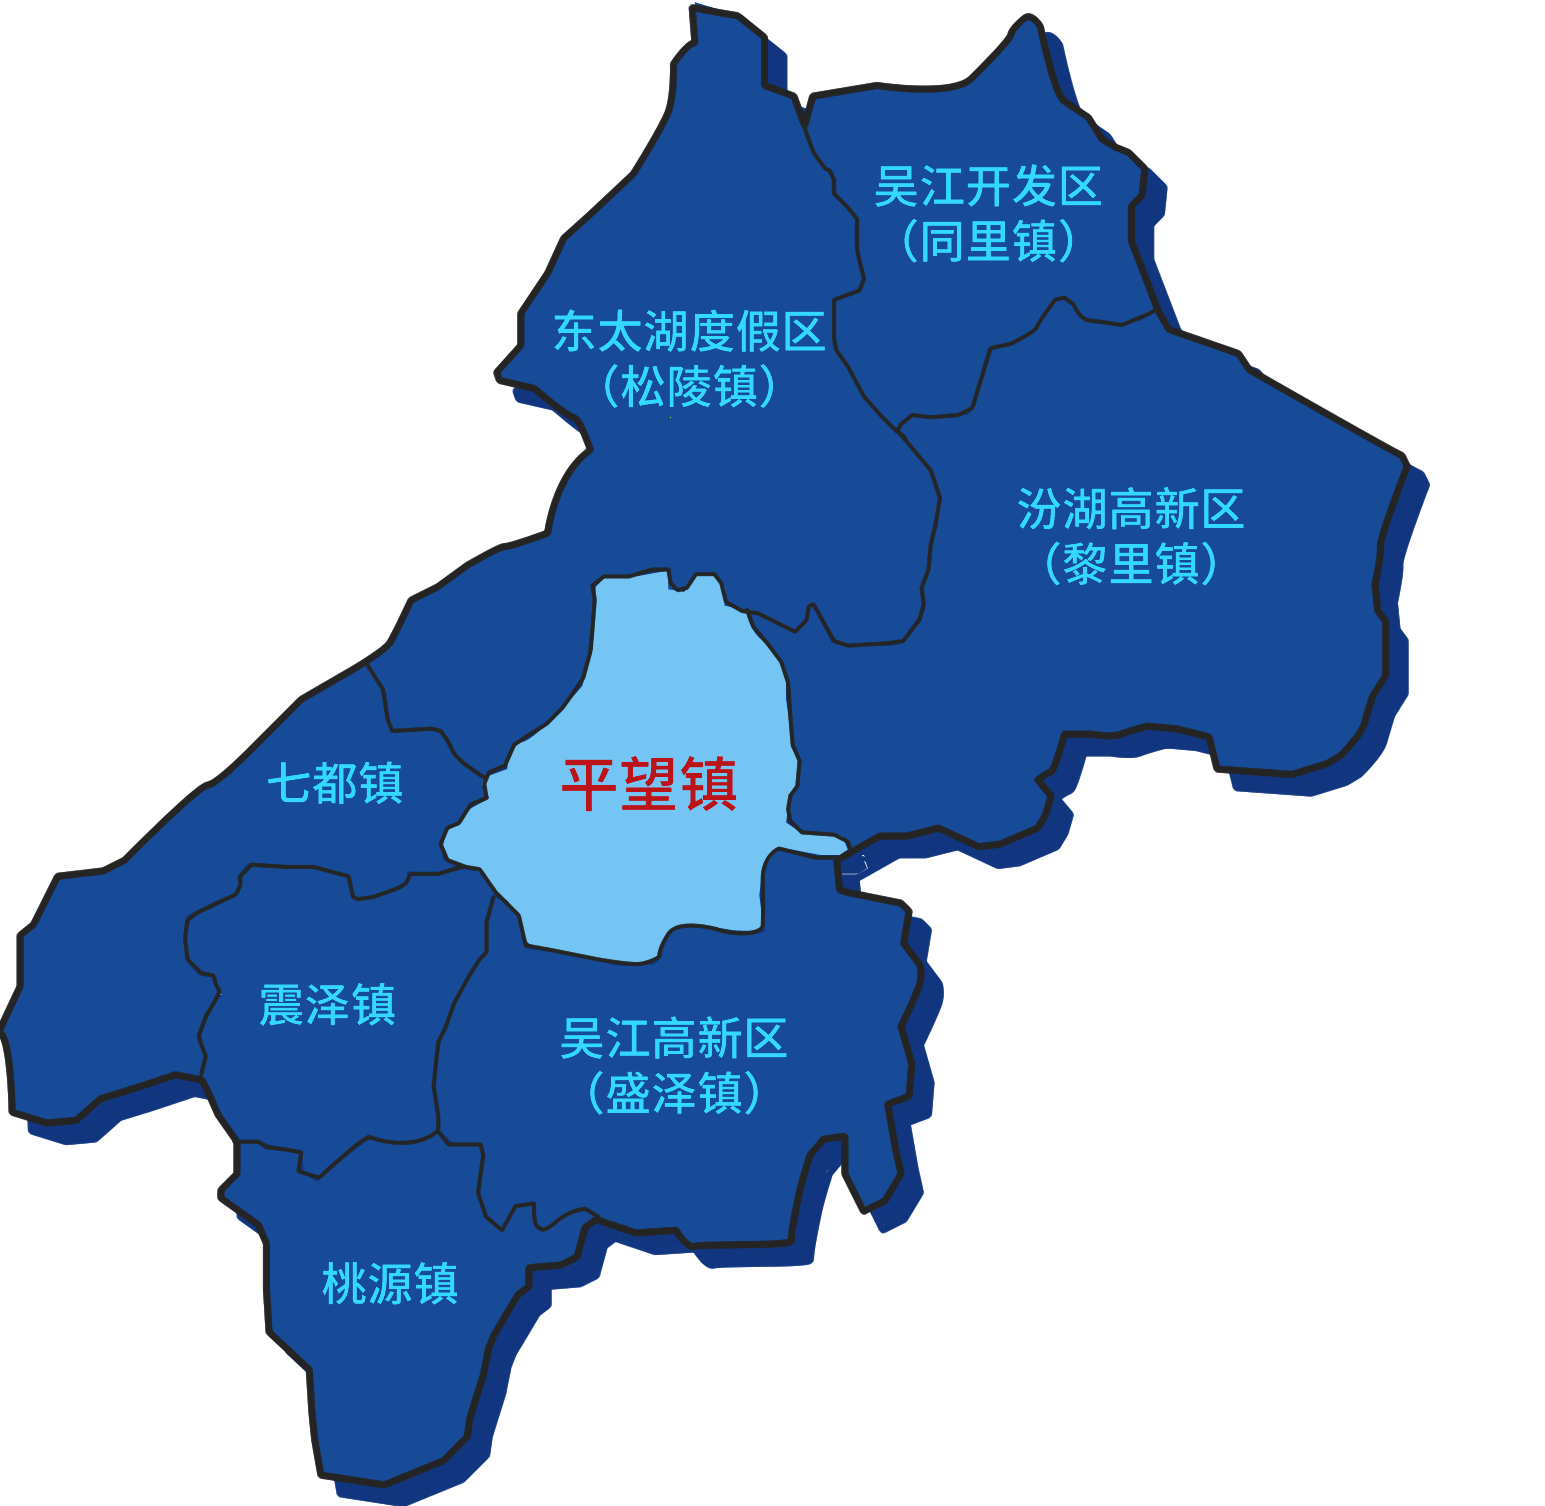 吴江开发区
（同里镇）
东太湖度假区
（松陵镇）
汾湖高新区
（黎里镇）
平望镇
七都镇
震泽镇
吴江高新区
（盛泽镇）
桃源镇